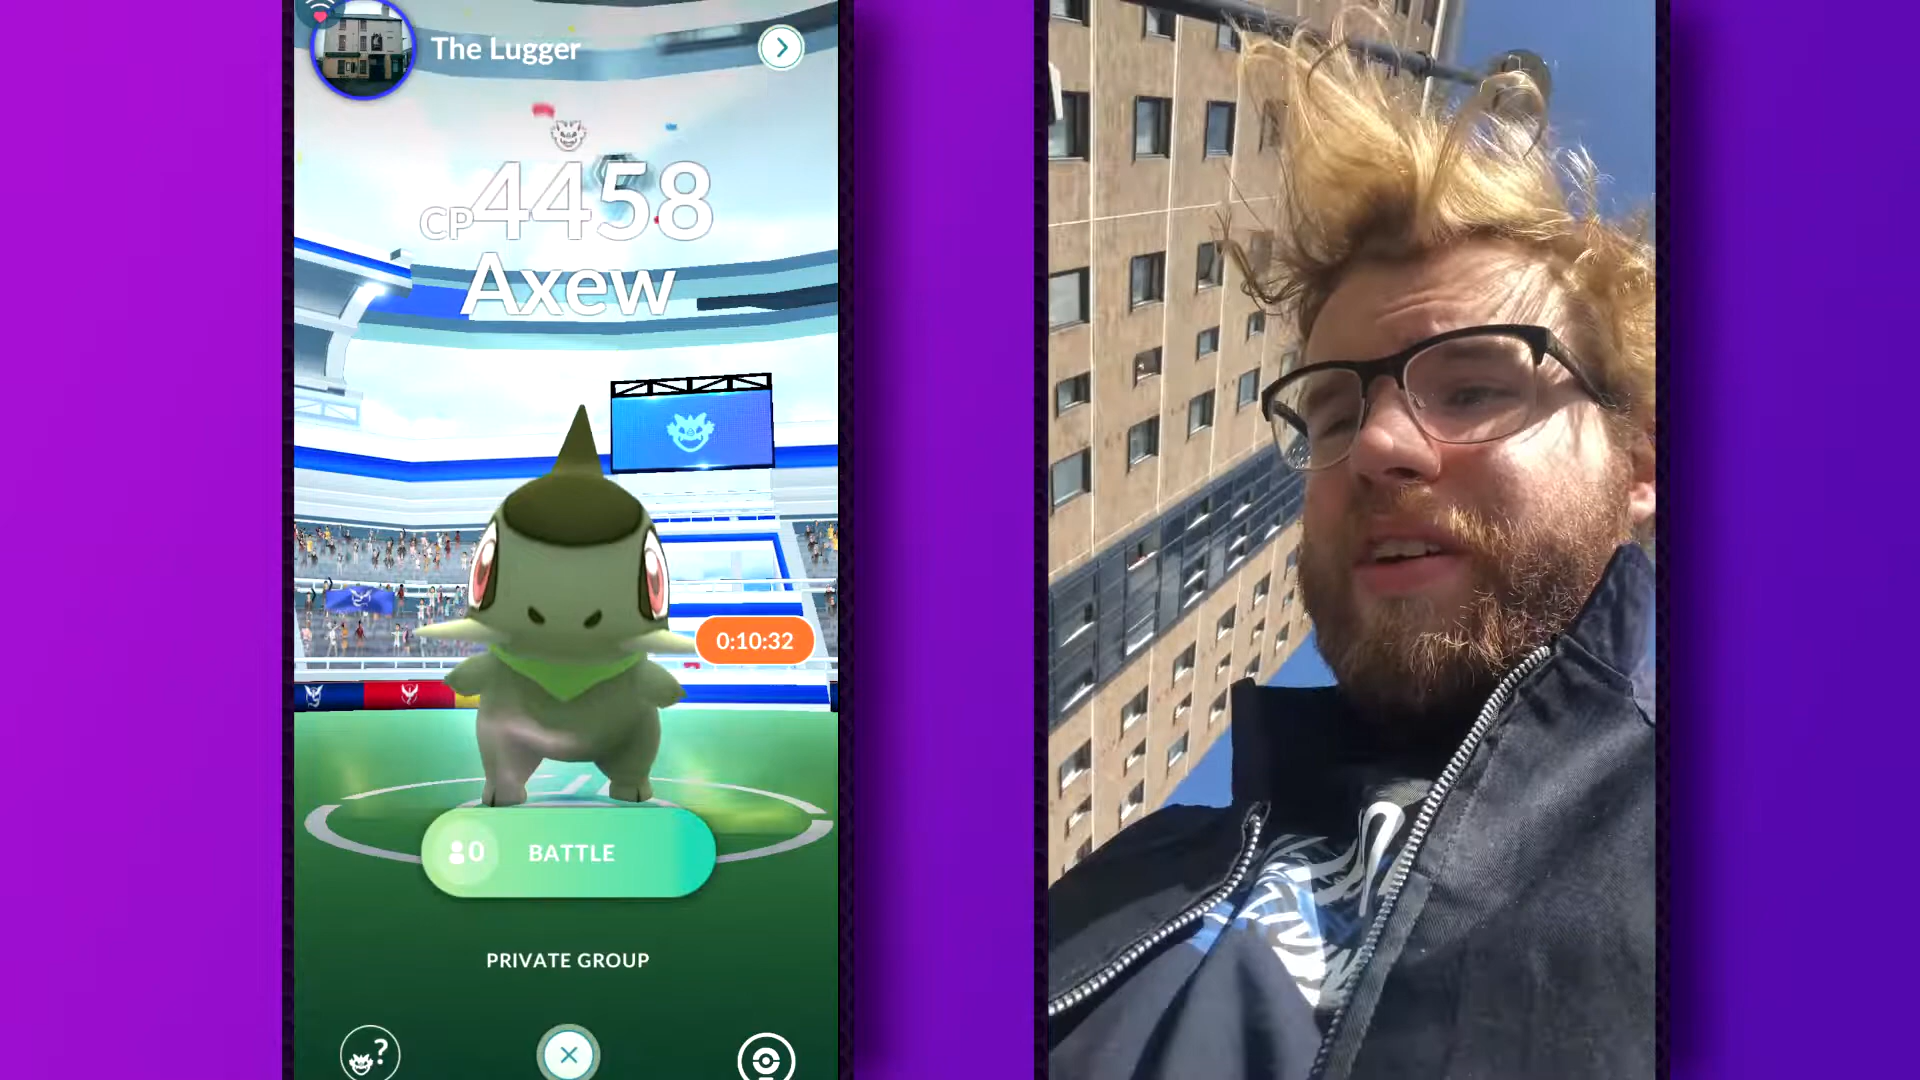 The Lugger
CP4458
Axew
0:10:32
0 BATTLE
PRIVATE GROUP
?